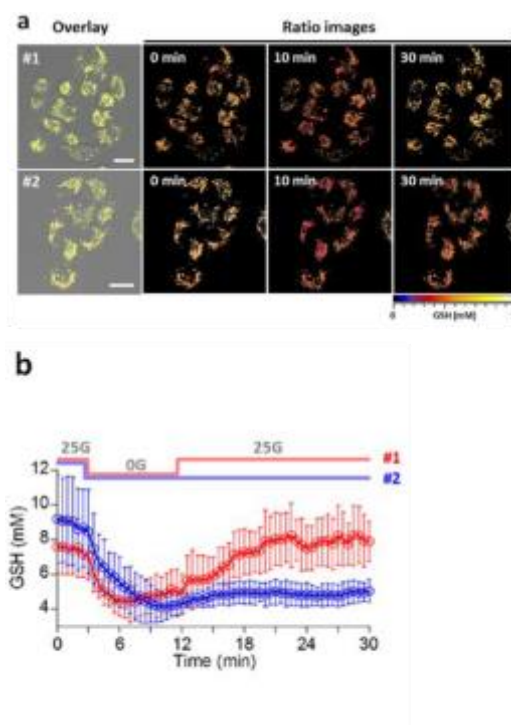 a
Overlay Ratio images
#1 0 min 10 min 30 min
#2 0 min 10 min 30 min
0 GSH (mM)
b
25G 0G 25G #1
#2
12
10
8
6
4
GSH (mM)
0 6 12 18 24 30
Time (min)